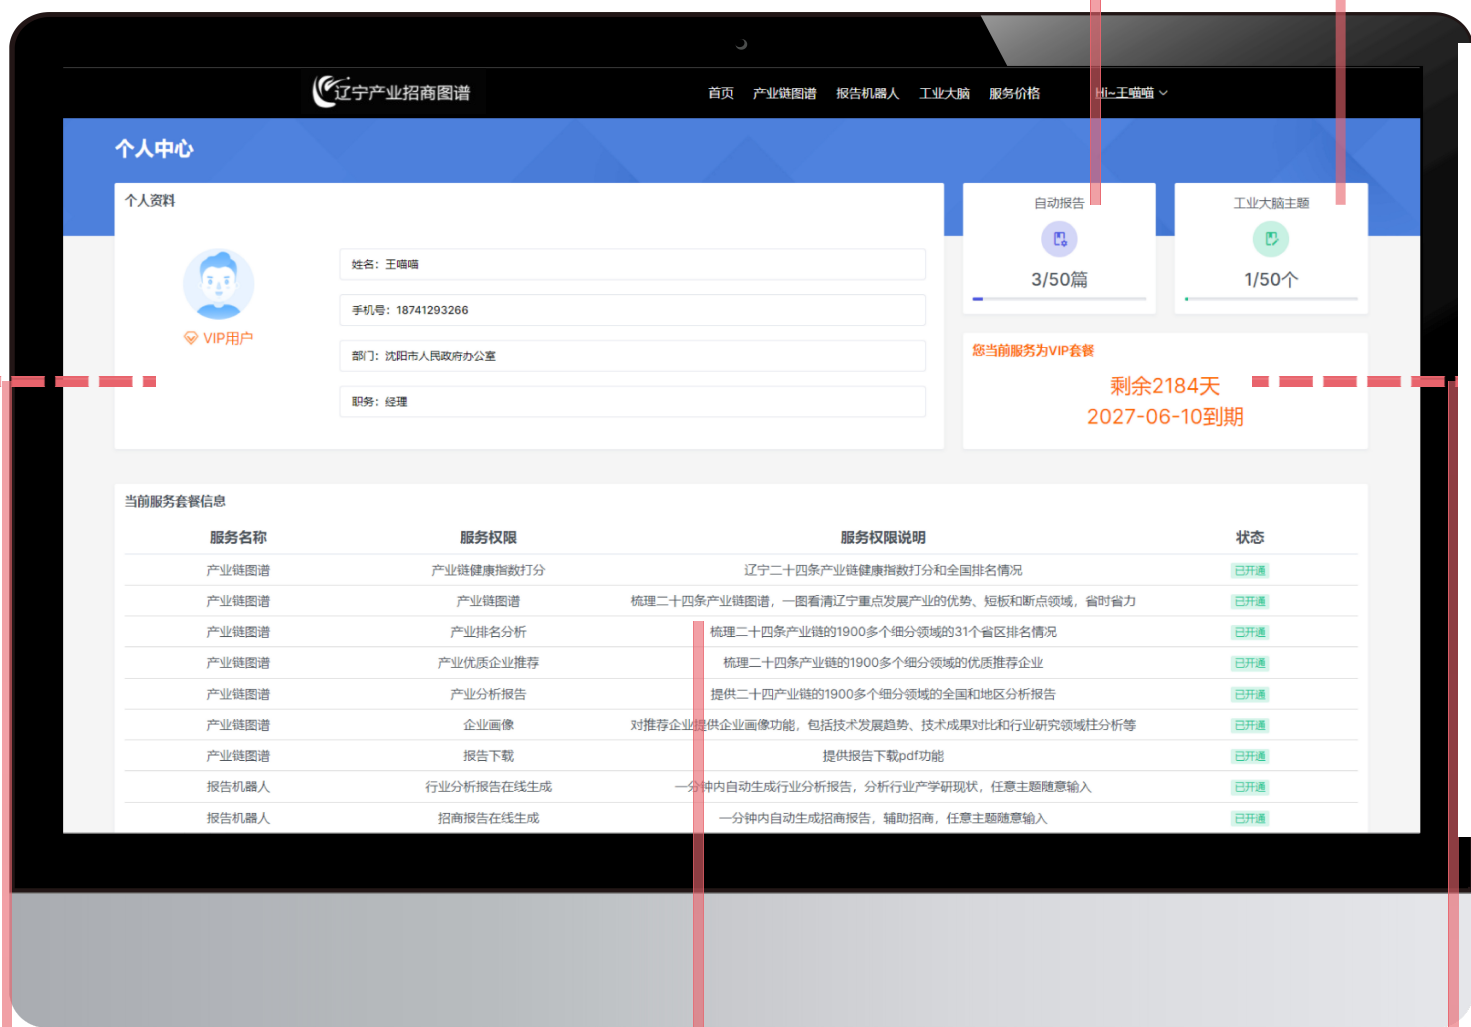 辽宁产业招商图谱
首页 产业链图谱 报告机器人 工业大脑 服务价格 Hi~王喵喵
个人中心
个人资料
VIP用户
姓名：王喵喵
手机号：18741293266
部门：沈阳市人民政府办公室
职务：经理
自动报告
3/50篇
工业大脑主题
1/50个
您当前服务为VIP套餐
剩余2184天
2027-06-10到期
当前服务套餐信息
服务名称 服务权限 服务权限说明 状态
产业链图谱 产业链健康指数打分 辽宁二十四条产业链健康指数打分和全国排名情况 已开通
产业链图谱 产业链图谱 梳理二十四条产业链图谱，一图看清辽宁重点发展产业的优势、短板和断点领域，省时省力 已开通
产业链图谱 产业排名分析 梳理二十四条产业链的1900多个细分领域的31个省区排名情况 已开通
产业链图谱 产业优质企业推荐 梳理二十四条产业链的1900多个细分领域的优质推荐企业 已开通
产业链图谱 产业分析报告 提供二十四产业链的1900多个细分领域的全国和地区分析报告 已开通
产业链图谱 企业画像 对推荐企业提供企业画像功能，包括技术发展趋势、技术成果对比和行业研究领域柱分析等 已开通
产业链图谱 报告下载 提供报告下载pdf功能 已开通
报告机器人 行业分析报告在线生成 一分钟内自动生成行业分析报告，分析行业产学研现状，任意主题随意输入 已开通
报告机器人 招商报告在线生成 一分钟内自动生成招商报告，辅助招商，任意主题随意输入 已开通